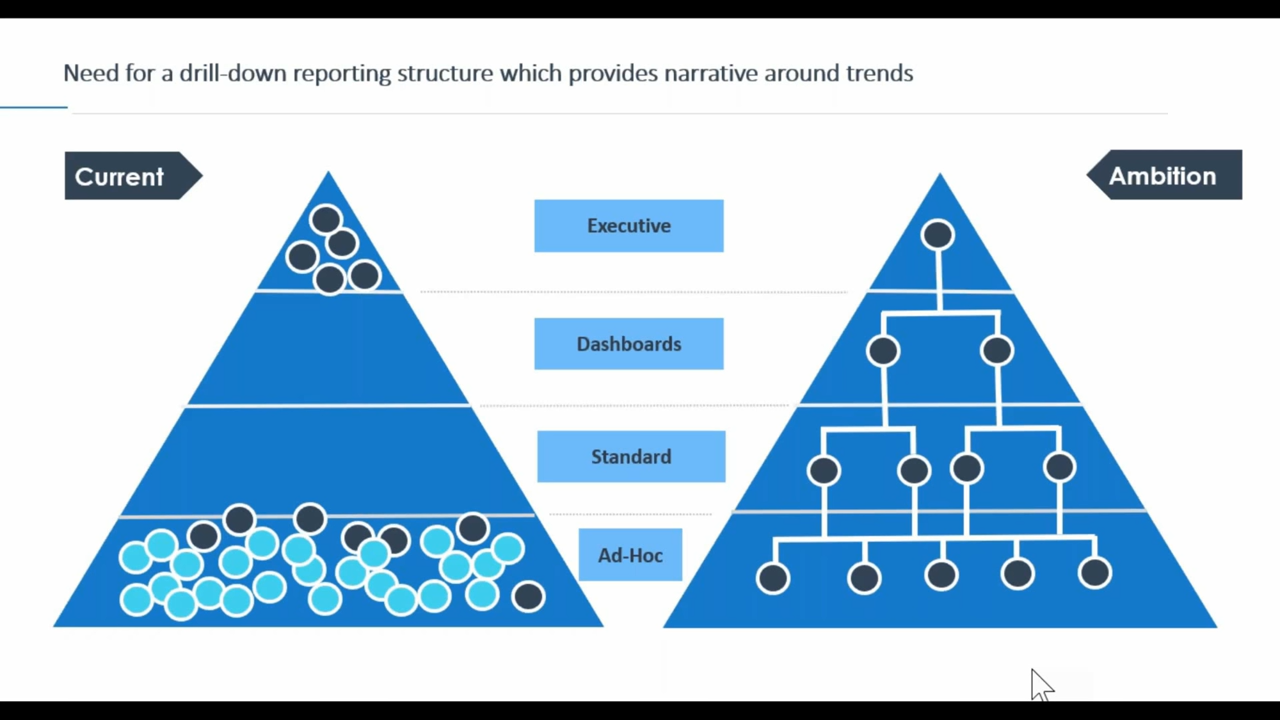 Need for a drill-down reporting structure which provides narrative around trends
Current
Ambition
Executive
Dashboards
Standard
Ad-Hoc